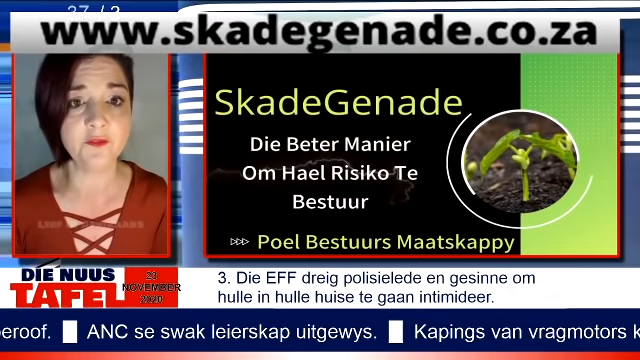 www.skadegenade.co.za
SkadeGenade
Die Beter Manier
Om Hael Risiko Te
Bestuur
Poel Bestuurs Maatskappy
DIE NUUS
TAFEL
23
NOVEMBER
2020
3. Die EFF dreig polisielede en gesinne om
hulle in hulle huise te gaan intimideer.
eroof. ANC se swak leierskap uitgewys. Kapings van vragmotors k